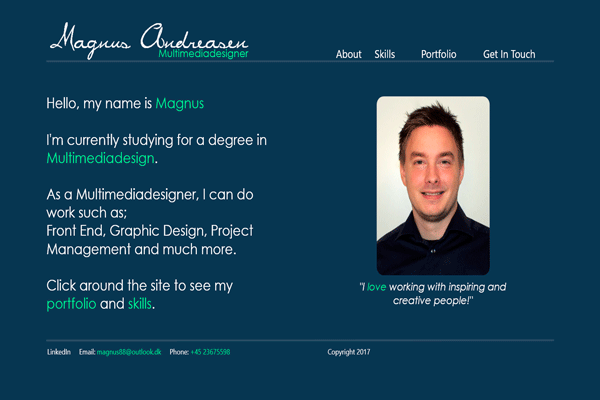 Magnus Andreasen
Multimediadesigner
About Skills Portfolio Get In Touch
Hello, my name is Magnus
I'm currently studying for a degree in
Multimediadesign.
As a Multimediadesigner, I can do
work such as;
Front End, Graphic Design, Project
Management and much more.
Click around the site to see my
portfolio and skills.
"I love working with inspiring and
creative people!"
LinkedIn Email: magnus88@outlook.dk Phone: +45 23675598 Copyright 2017